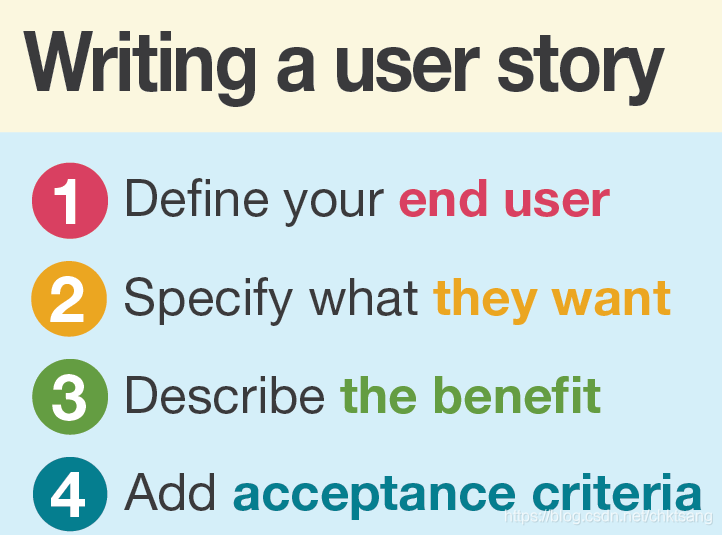 Writing a user story
1 Define your end user
2 Specify what they want
3 Describe the benefit
4 Add acceptance criteria
https://blog.csdn.net/chktsang